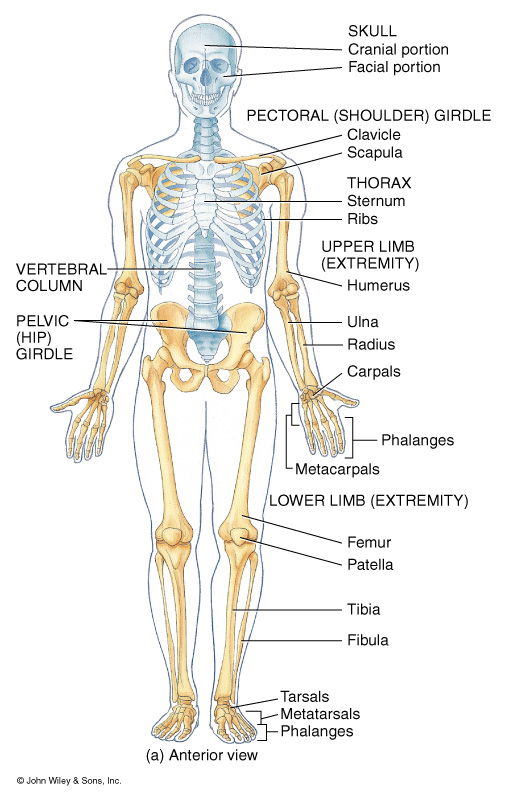 SKULL
Cranial portion
Facial portion
PECTORAL (SHOULDER) GIRDLE
Clavicle
Scapula
THORAX
Sternum
Ribs
UPPER LIMB
(EXTREMITY)
VERTEBRAL
COLUMN
Humerus
PELVIC
(HIP)
GIRDLE
Ulna
Radius
Carpals
Phalanges
Metacarpals
LOWER LIMB (EXTREMITY)
Femur
Patella
Tibia
Fibula
Tarsals
Metatarsals
Phalanges
(a) Anterior view
© John Wiley & Sons, Inc.